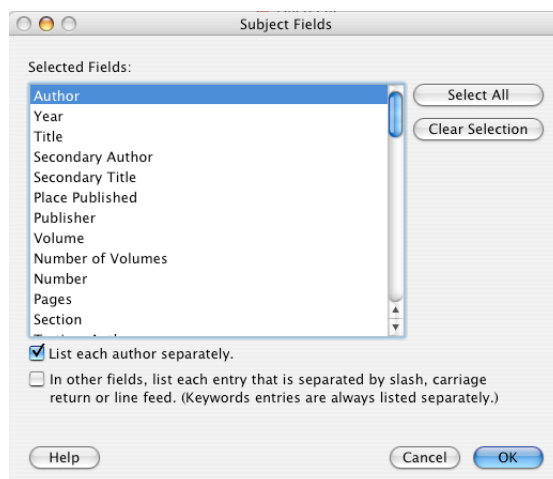 Subject Fields
Selected Fields:
Author
Year
Title
Secondary Author
Secondary Title
Place Published
Publisher
Volume
Number of Volumes
Number
Pages
Section
Select All
Clear Selection
List each author separately.
In other fields, list each entry that is separated by slash, carriage
return or line feed. (Keywords entries are always listed separately.)
Help
Cancel
OK